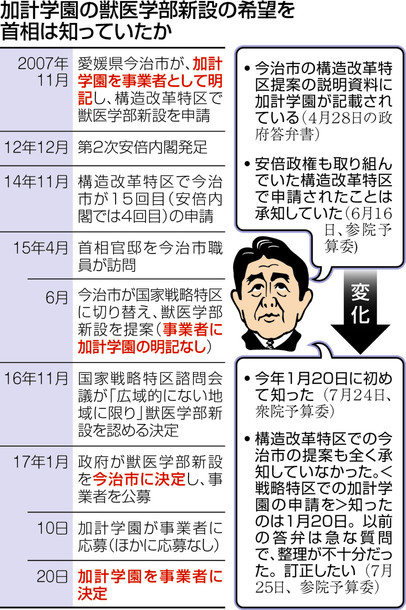 加計学園の獣医学部新設の希望を
首相は知っていたか
2007年
11月
愛媛県今治市が、加計
学園を事業者として明
記し、構造改革特区で
獣医学部新設を申請
12年12月
第2次安倍内閣発足
14年11月
構造改革特区で今治
市が15回目(安倍内
閣では4回目)の申請
15年4月
首相官邸を今治市職
員が訪問
6月
今治市が国家戦略特区
に切り替え、獣医学部
新設を提案(事業者に
加計学園の明記なし)
16年11月
国家戦略特区諮問会
議が「広域的にない地
域に限り」獣医学部新
設を認める決定
17年1月
政府が獣医学部新設
を今治市に決定し、事
業者を公募
10日
加計学園が事業者に
応募(ほかに応募なし)
20日
加計学園を事業者に
決定
・今治市の構造改革特
区提案の説明資料に
加計学園が記載され
ている(4月28日の政
府答弁書)
・安倍政権も取り組ん
でいた構造改革特区
で申請されたことは
承知していた(6月16
日、参院予
算委)
変化
・今年1月20日に初め
て知った(7月24日、
衆院予算委)
・構造改革特区での今
治市の提案も全く承
知していなかった。<
戦略特区での加計学
園の申請を>知った
のは1月20日。以前
の答弁は急な質問
で、整理が不十分だっ
た。訂正したい(7月
25日、参院予算委)